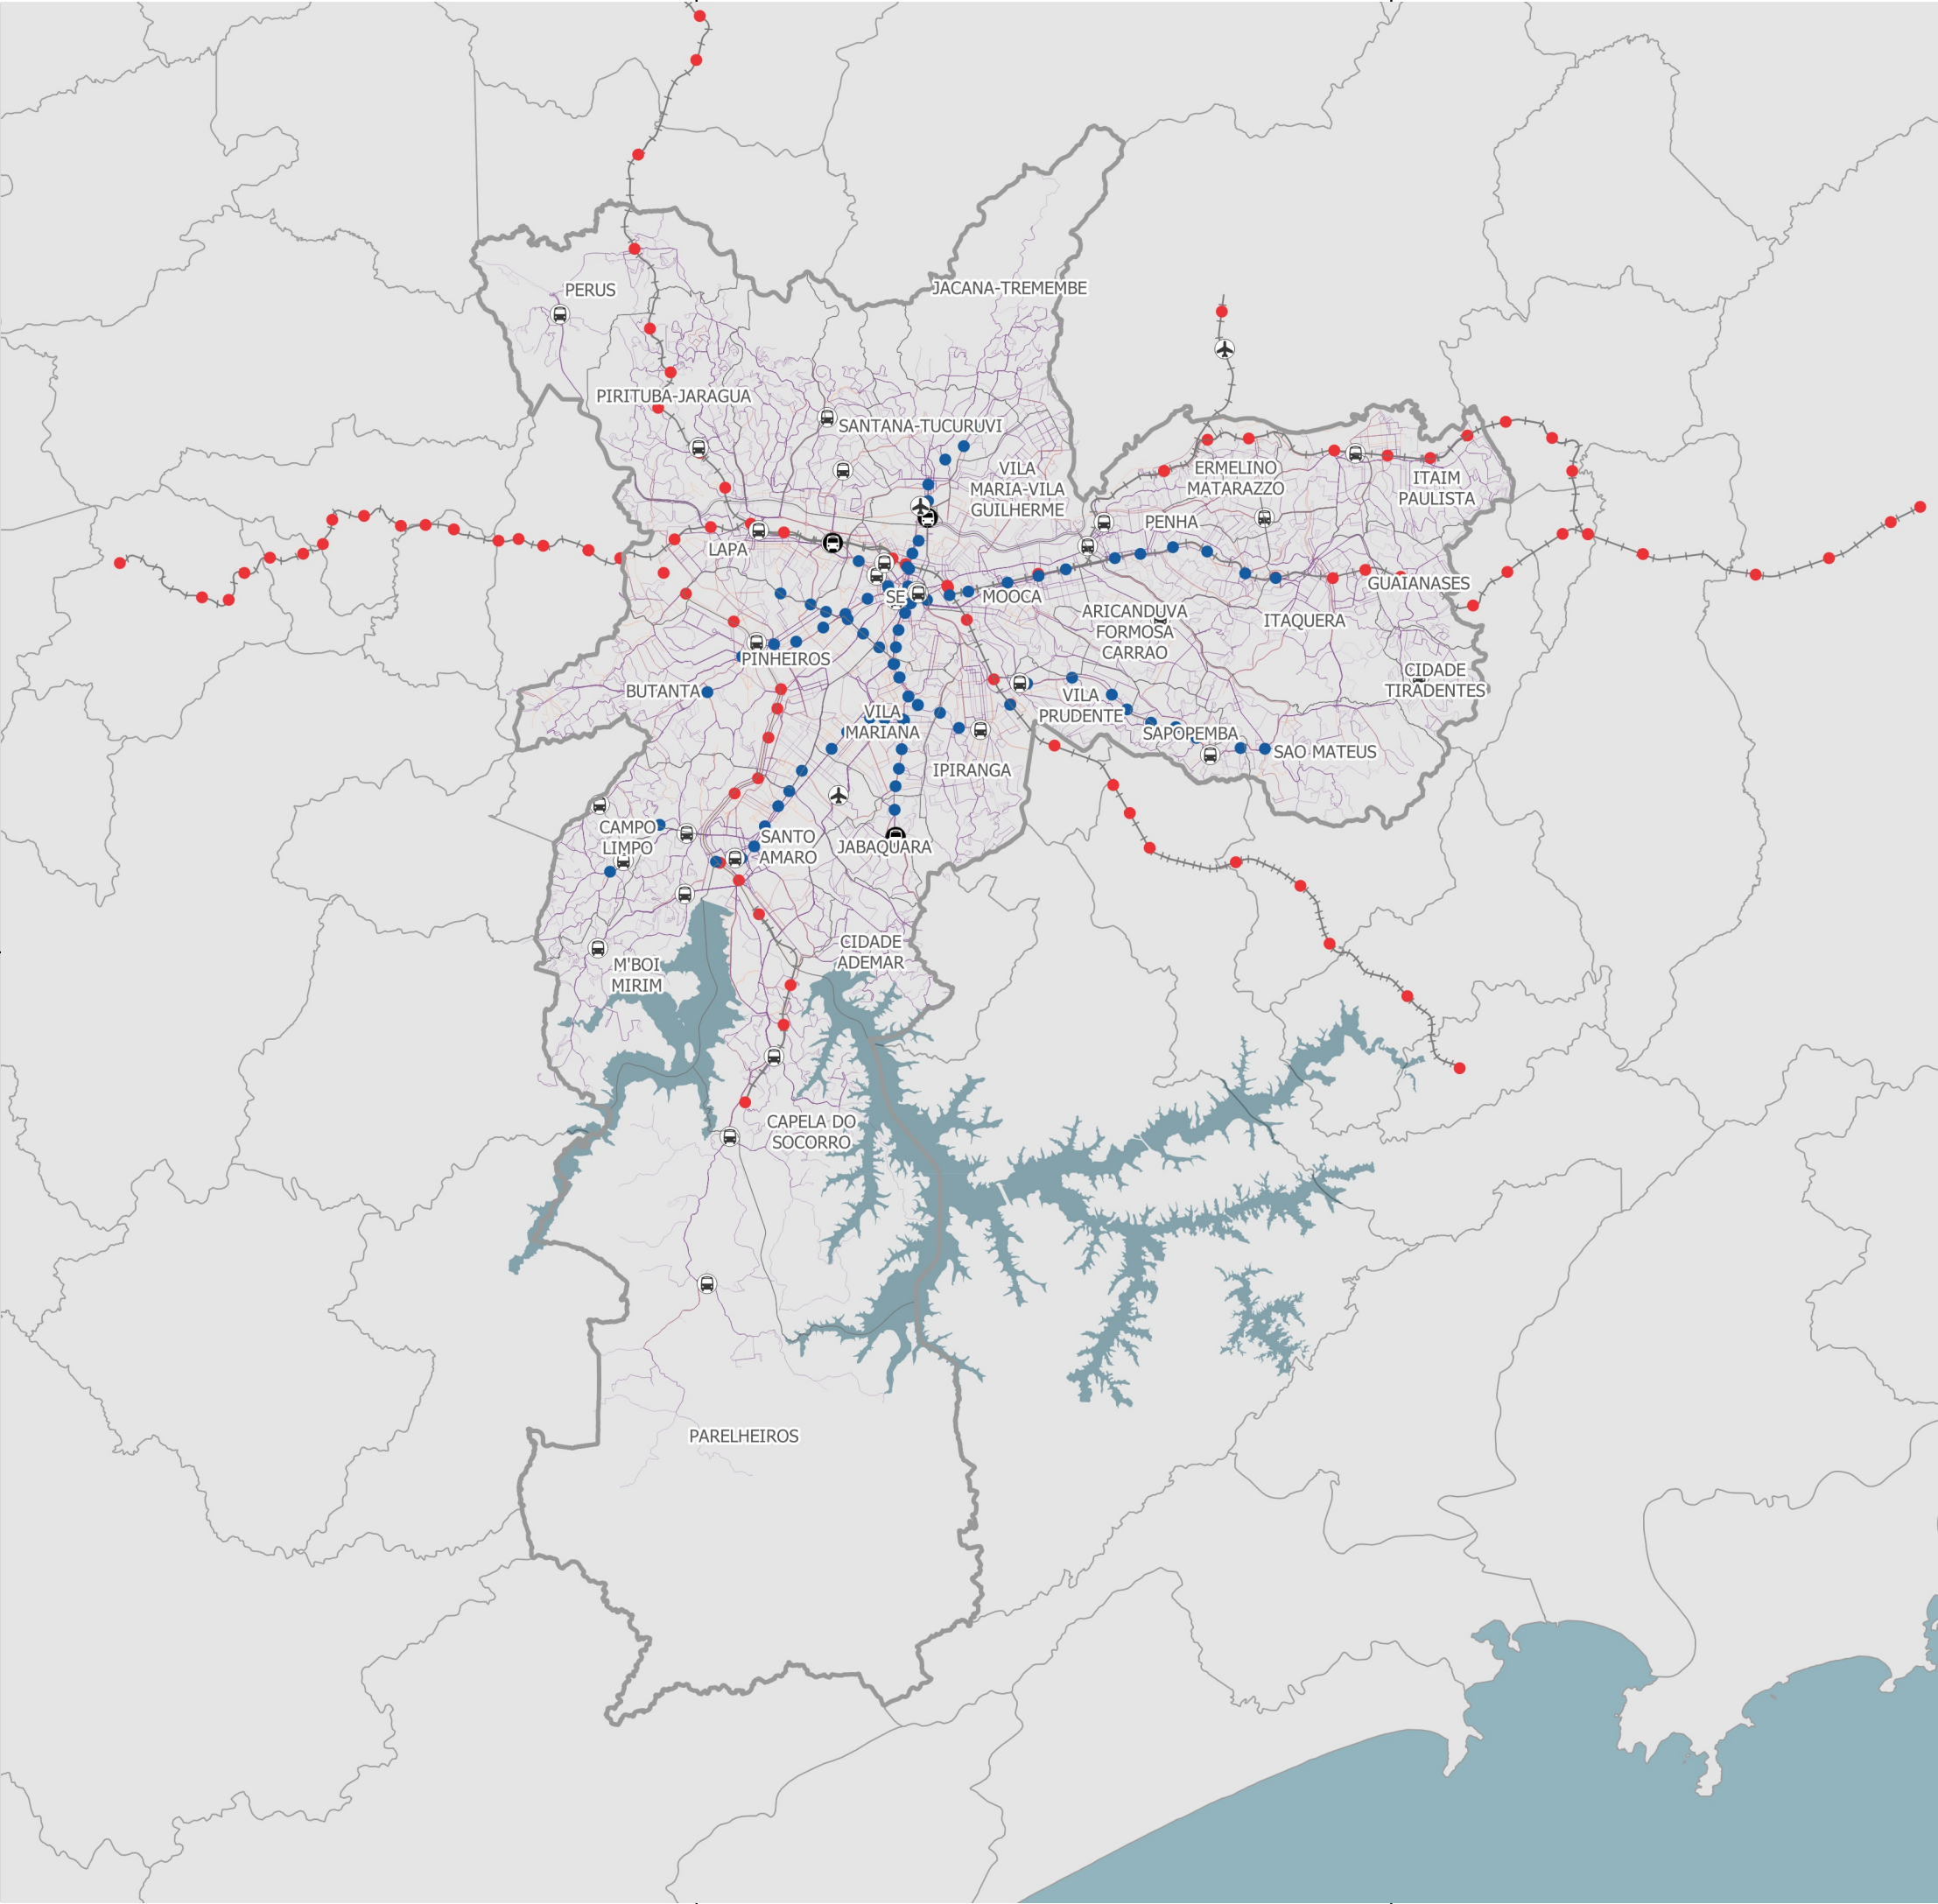 JACANA-TREMEMBE
PERUS
PIRITUBA-JARAGUA
SANTANA-TUCURUVI
VILA
MARIA-VILA
GUILHERME
ERMELINO
MATARAZZO
ITAIM
PAULISTA
PENHA
LAPA
GUAIANASES
SE
MOOCA
ARICANDUVA
FORMOSA
CARRAO
ITAQUERA
PINHEIROS
CIDADE
TIRADENTES
BUTANTA
VILA
PRUDENTE
VILA
MARIANA
SAPOPEMBA
SAO MATEUS
IPIRANGA
CAMPO
LIMPO
SANTO
AMARO
JABAQUARA
CIDADE
ADEMAR
M'BOI
MIRIM
CAPELA DO
SOCORRO
PARELHEIROS